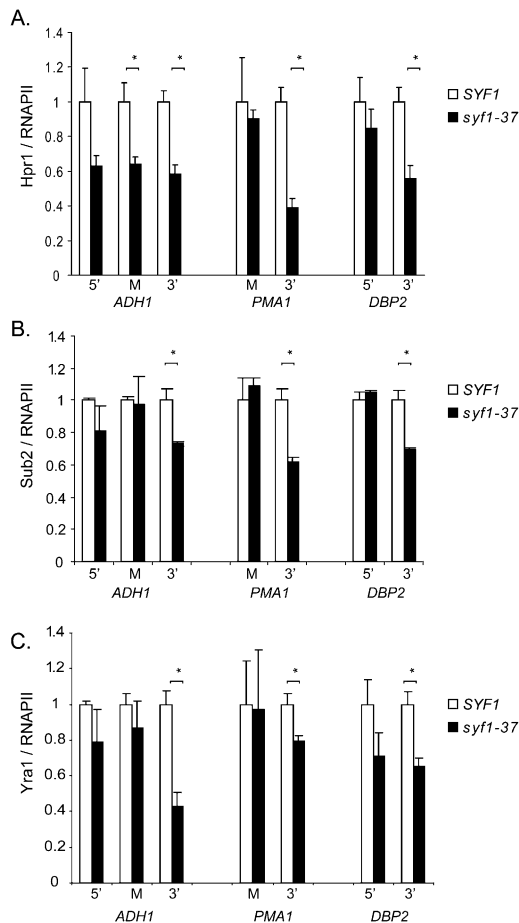 A.
Hpr1 / RNAPII
1.4
1.2
1
0.8
0.6
0.4
0.2
0
* * * *
SYF1
syf1-37
5' M 3' M 3' 5' 3'
ADH1 PMA1 DBP2
B.
Sub2 / RNAPII
1.4
1.2
1
0.8
0.6
0.4
0.2
0
* * *
SYF1
syf1-37
5' M 3' M 3' 5' 3'
ADH1 PMA1 DBP2
C.
Yra1 / RNAPII
1.4
1.2
1
0.8
0.6
0.4
0.2
0
* * *
SYF1
syf1-37
5' M 3' M 3' 5' 3'
ADH1 PMA1 DBP2